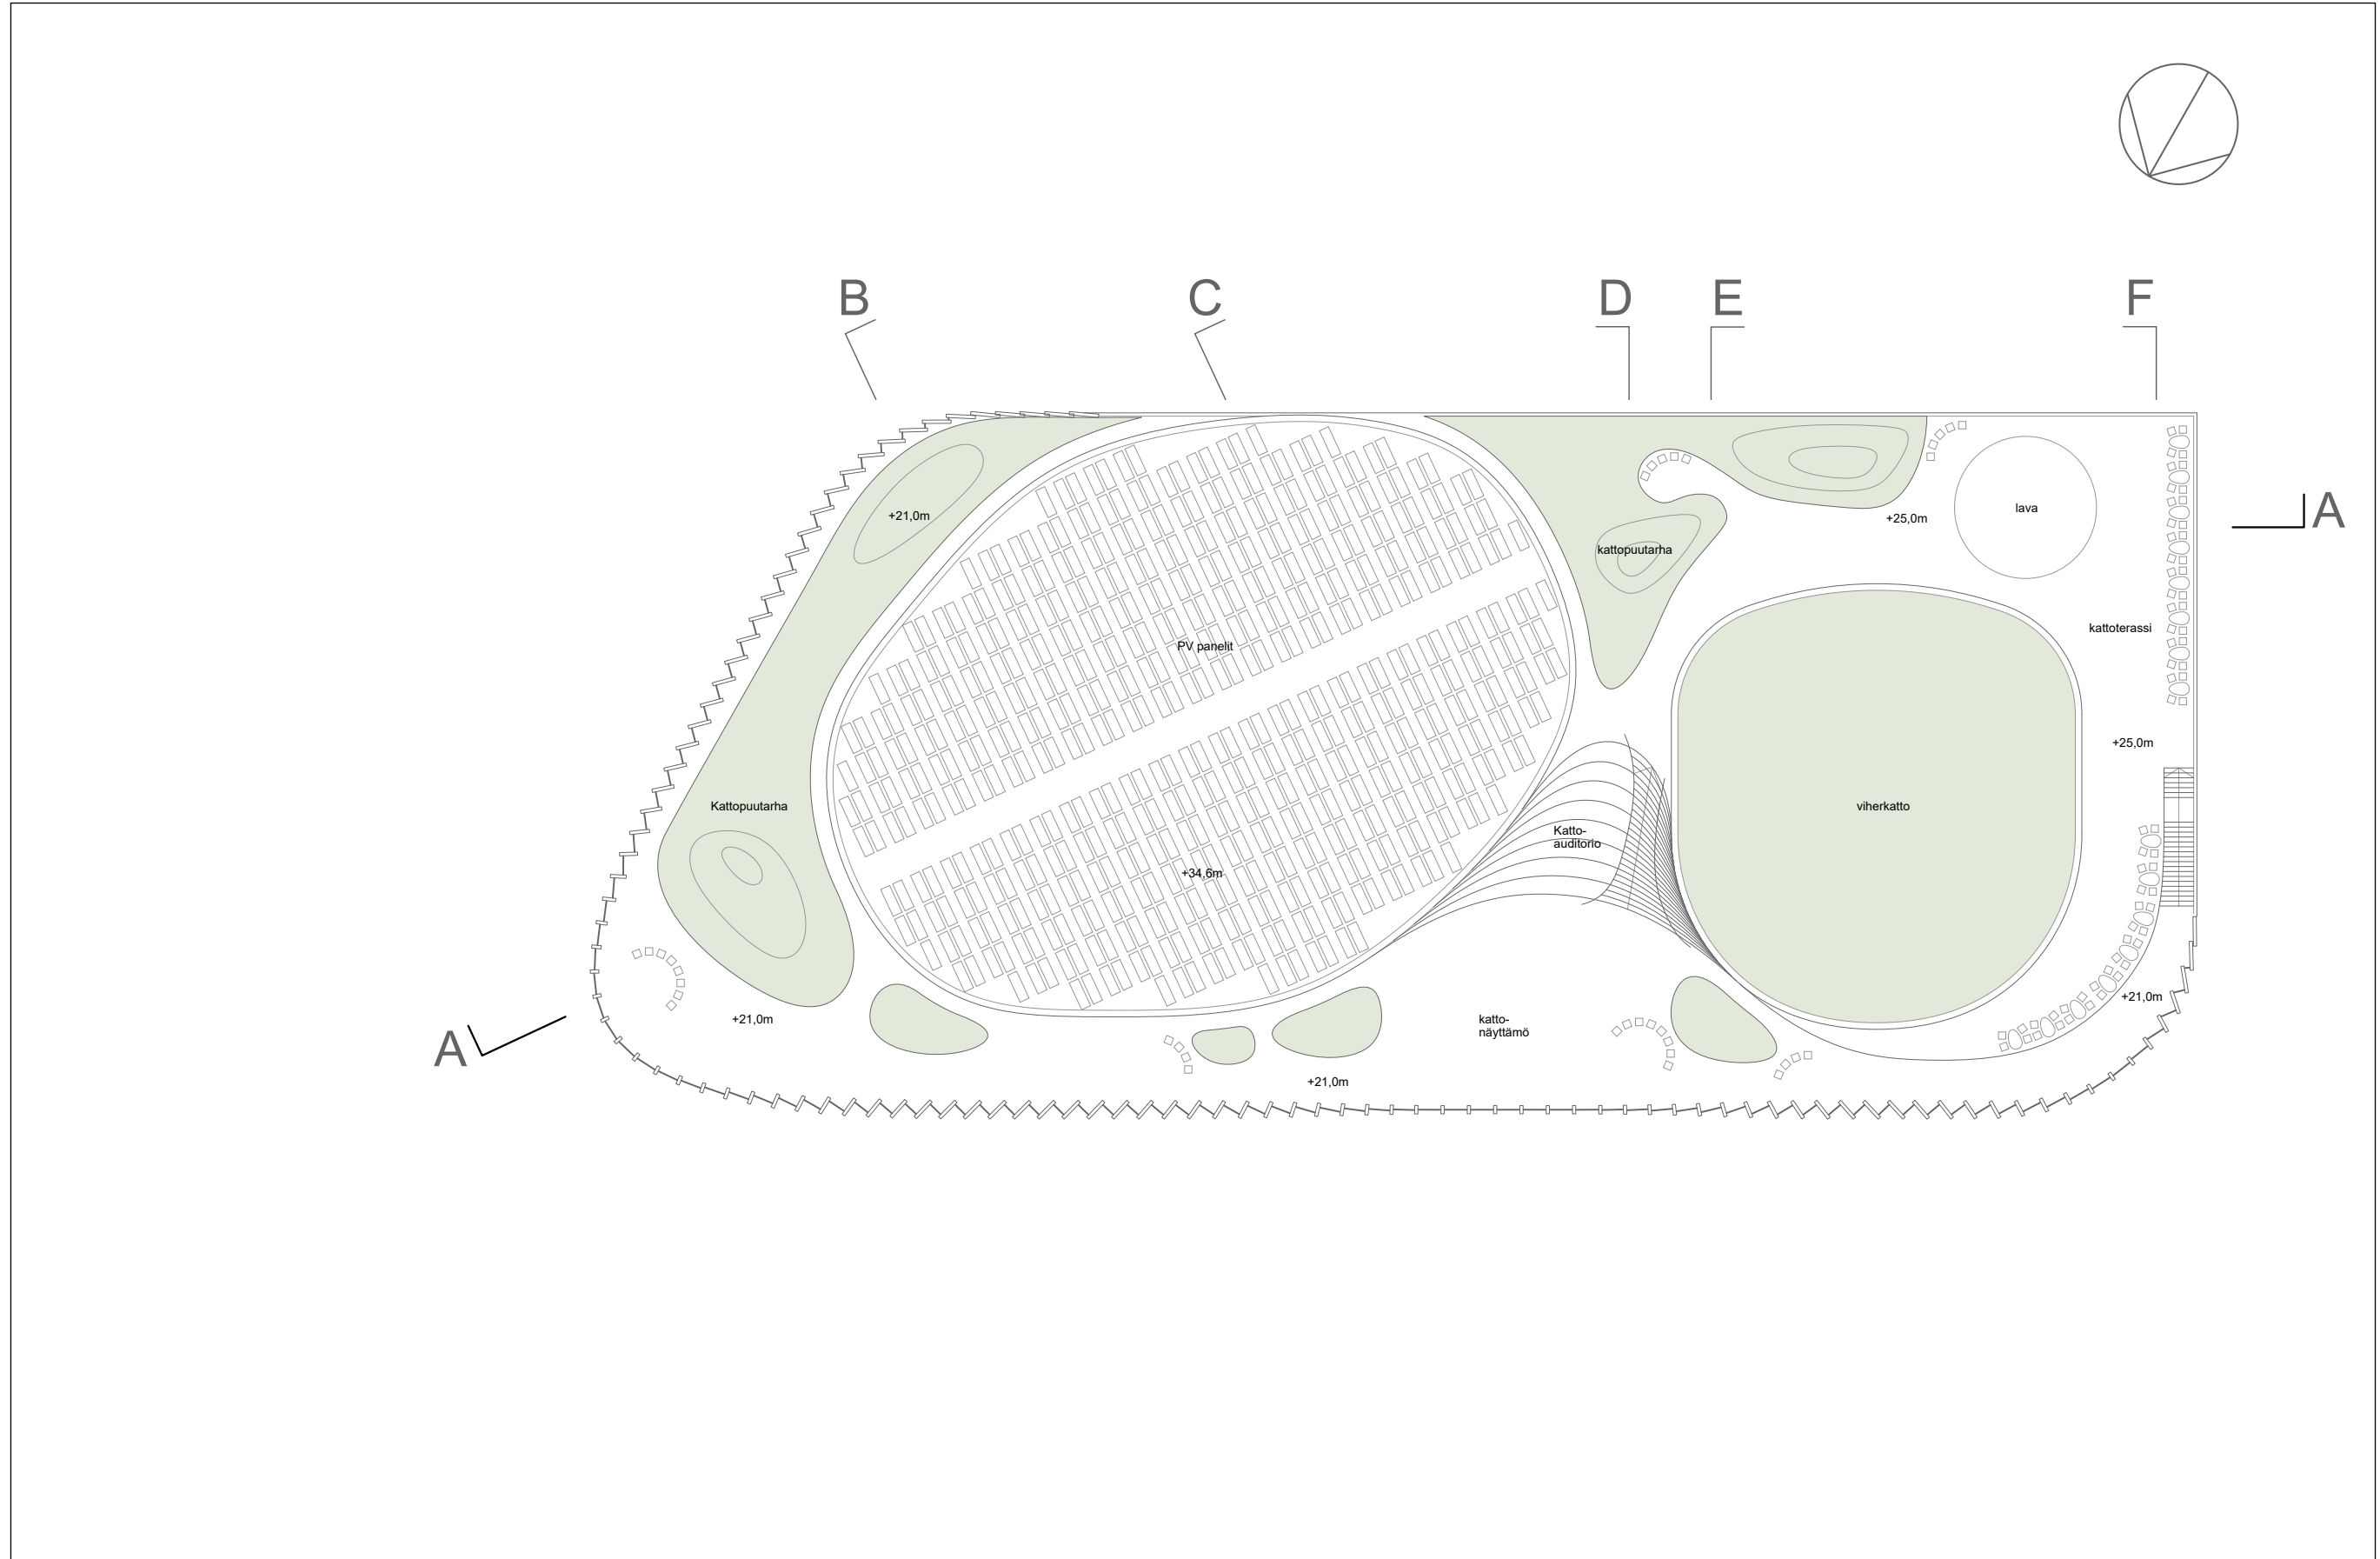 B
C
D
E
F
A
+21,0m
lava
+25,0m
kattopuutarha
kattoterassi
PV panelit
+25,0m
Kattopuutarha
viherkatto
Katto-
auditorio
+34,6m
+21,0m
+21,0m
katto-
näyttämö
A
+21,0m